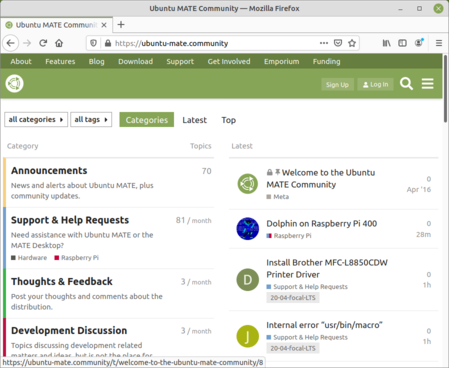 Ubuntu MATE Community — Mozilla Firefox
Ubuntu MATE Community
https://ubuntu-mate.community
About Features Blog Download Support Get Involved Emporium Funding
Sign Up Log In
all categories all tags Categories Latest Top
Category Topics
Announcements 70
News and alerts about Ubuntu MATE, plus
community updates.
Support & Help Requests 81 / month
Need assistance with Ubuntu MATE or the
MATE Desktop?
Hardware Raspberry Pi
Thoughts & Feedback 3 / month
Post your thoughts and comments about the
distribution.
Development Discussion 3 / month
Topics discussing development related
matters and ideas, but is not the place for
Latest
Welcome to the Ubuntu 0
MATE Community Apr '16
Meta
Dolphin on Raspberry Pi 400 0
Raspberry Pi 28m
Install Brother MFC-L8850CDW 0
Printer Driver 1h
Support & Help Requests
20-04-focal-LTS
D
Internal error "usr/bin/macro" 0
Support & Help Requests 1h
20-04-focal-LTS
J
https://ubuntu-mate.community/t/welcome-to-the-ubuntu-mate-community/8